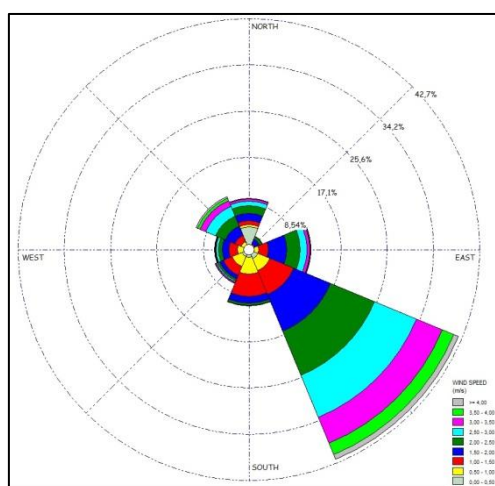 NORTH
42,7%
34,2%
25,6%
17,1%
8,54%
WEST
EAST
SOUTH
WIND SPEED
(m/s)
>= 4,00
3,50 - 4,00
3,00 - 3,50
2,50 - 3,00
2,00 - 2,50
1,50 - 2,00
1,00 - 1,50
0,50 - 1,00
0,00 - 0,50